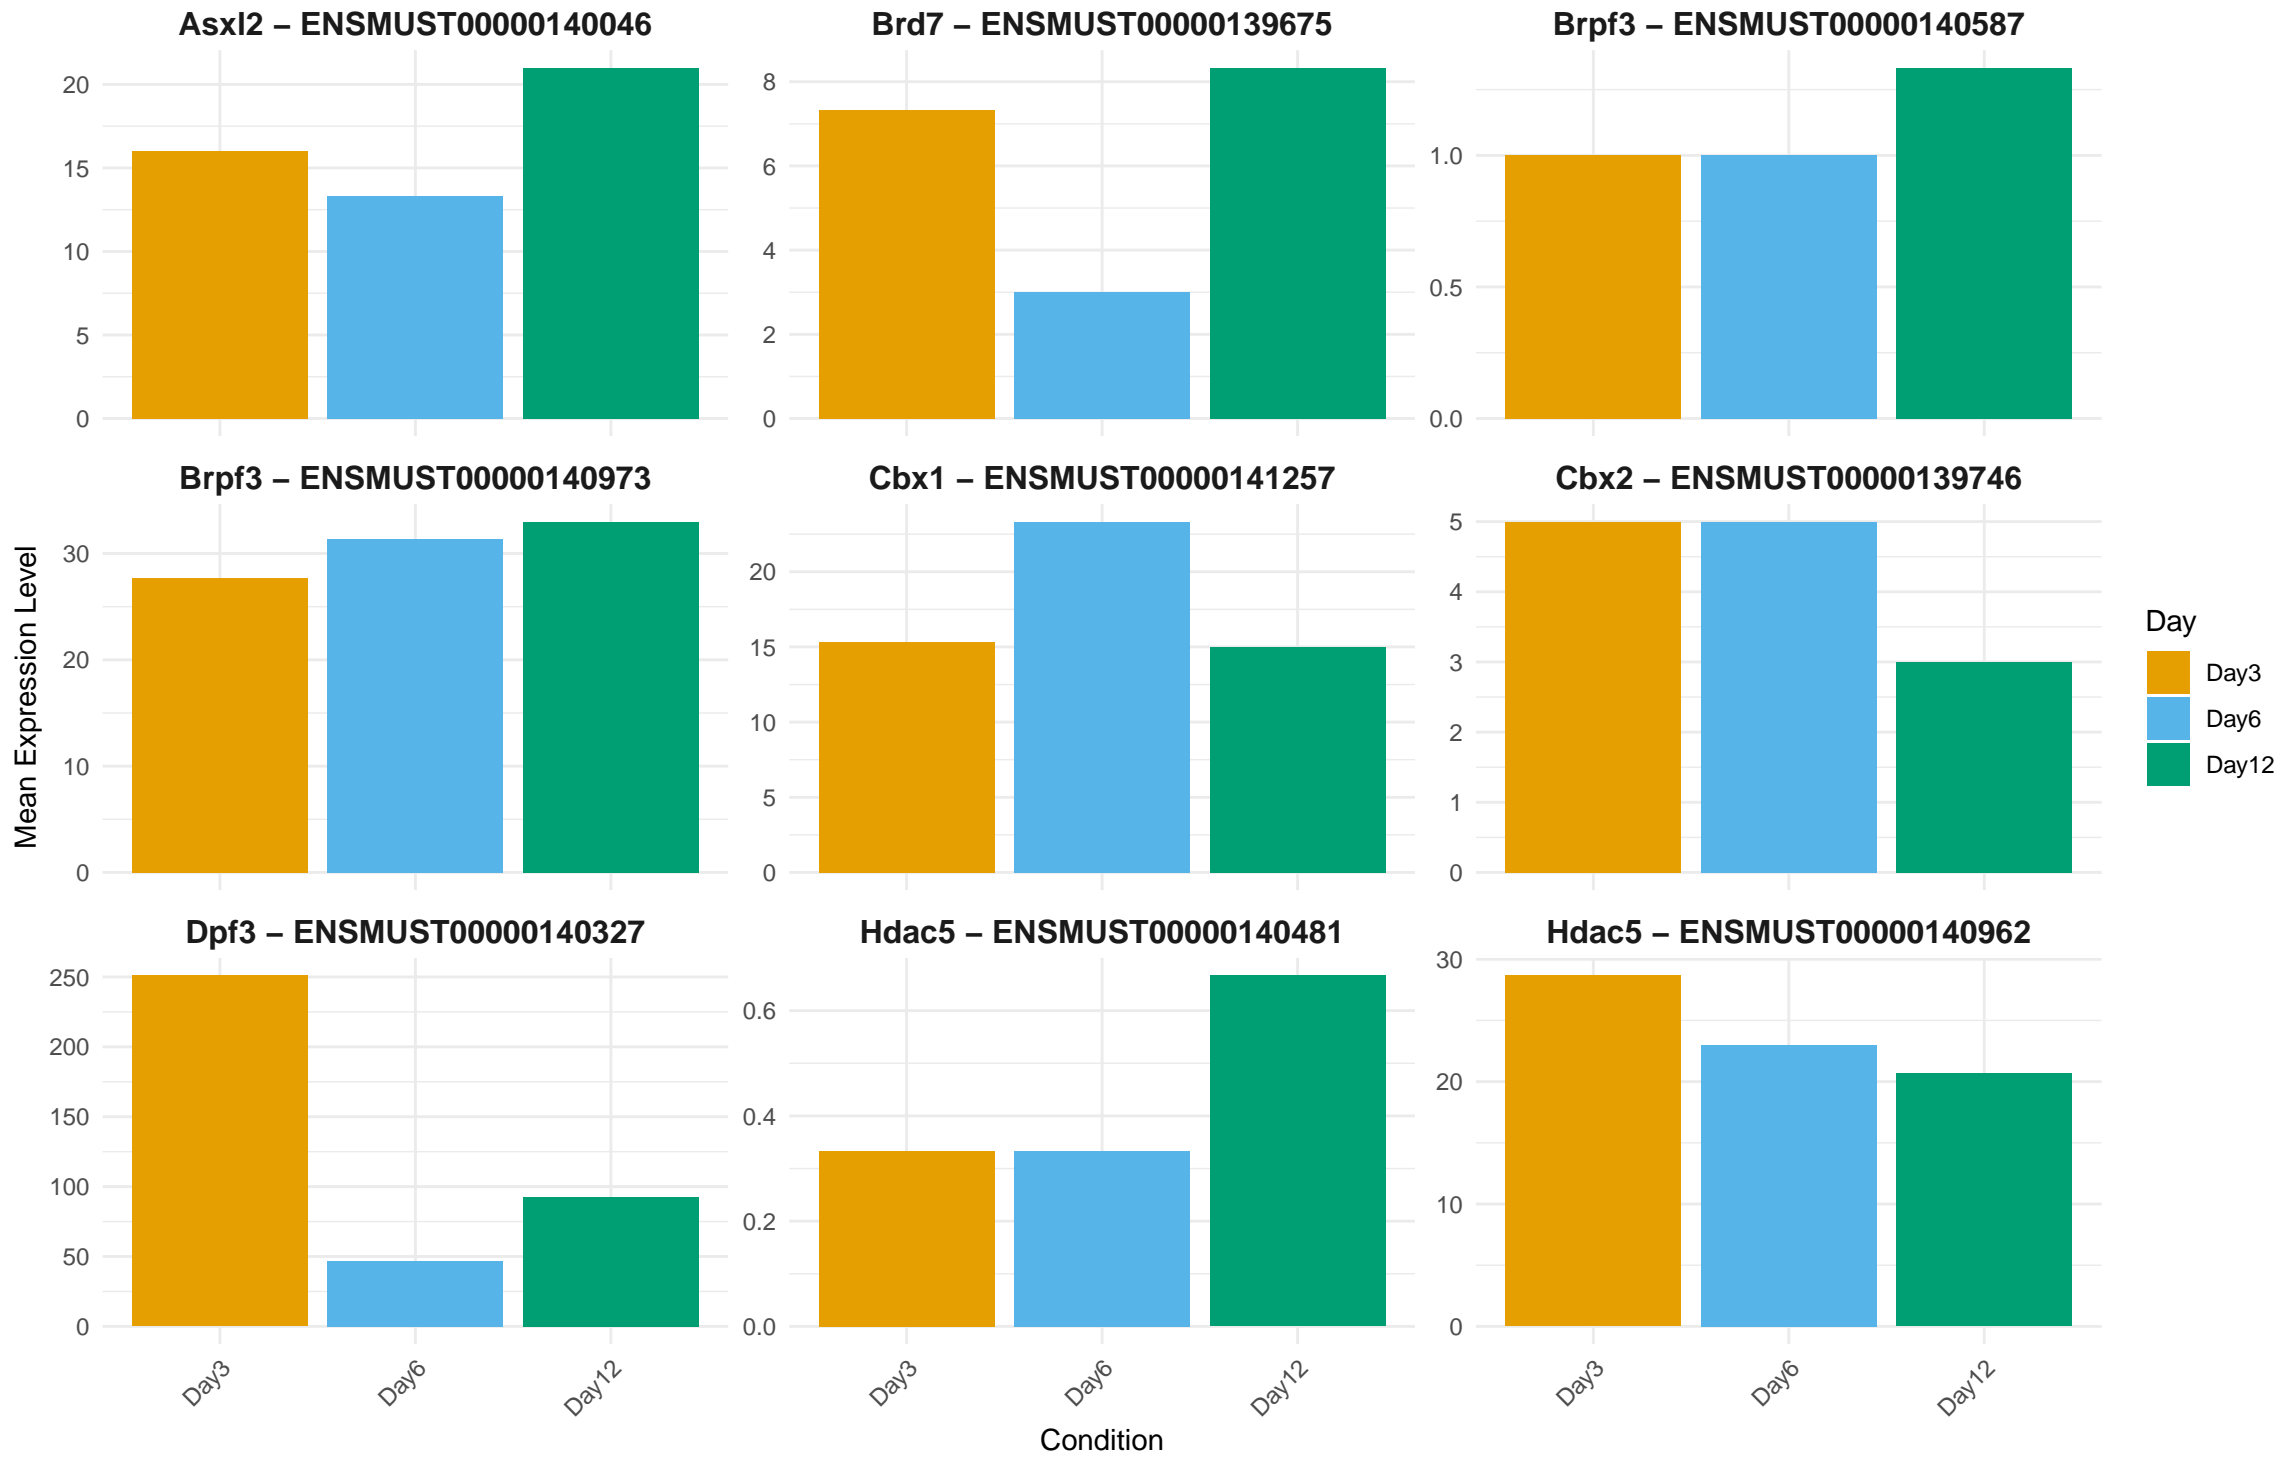 Asxl2 – ENSMUST00000140046
20
15
10
5
0
Brd7 – ENSMUST00000139675
8
6
4
2
0
Brpf3 – ENSMUST00000140587
1.0
0.5
0.0
Mean Expression Level
Brpf3 – ENSMUST00000140973
30
20
10
0
Cbx1 – ENSMUST00000141257
20
15
10
5
0
Cbx2 – ENSMUST00000139746
5
4
3
2
1
0
Dpf3 – ENSMUST00000140327
250
200
150
100
50
0
Day3
Day6
Day12
Hdac5 – ENSMUST00000140481
0.6
0.4
0.2
0.0
Day3
Day6
Day12
Hdac5 – ENSMUST00000140962
30
20
10
0
Day3
Day6
Day12
Condition
Day
Day3
Day6
Day12